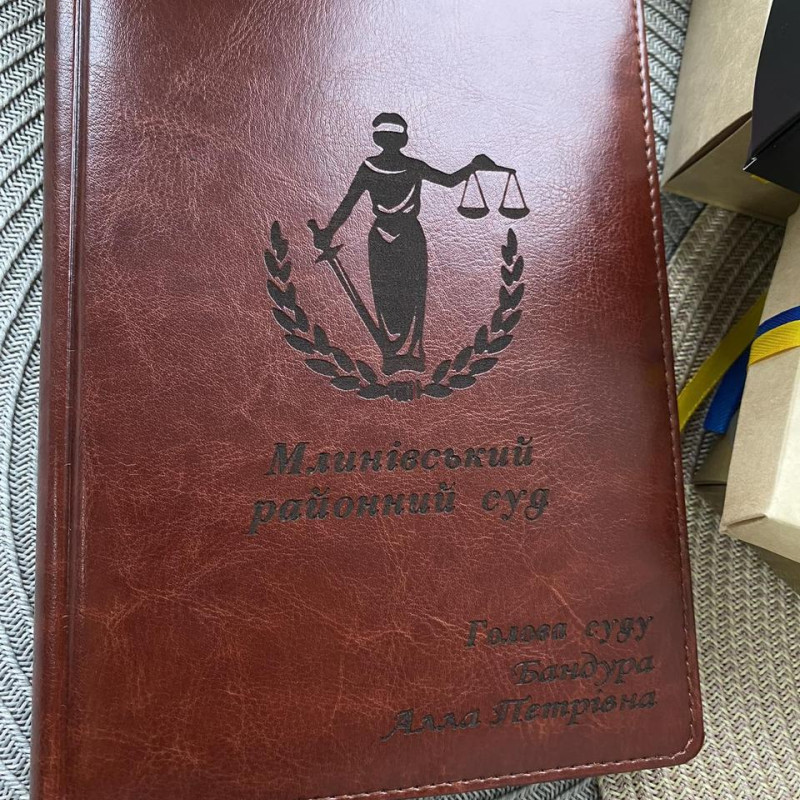 Млинівський
районний суд
Голова суду
Бандура
Алла Петрівна